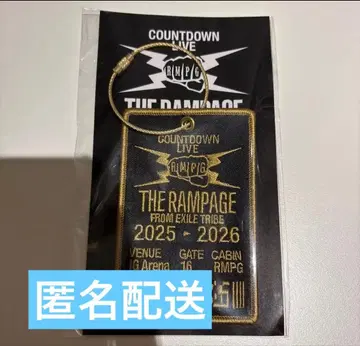 COUNTDOWN
LIVE
RMPG
THE RAMPAGE
COUNTDOWN
LIVE
RMPG
THE RAMPAGE
FROM EXILE TRIBE
2025 - 2026
VENUE GATE CABIN
G Arena 16 RMPG
匿名配送